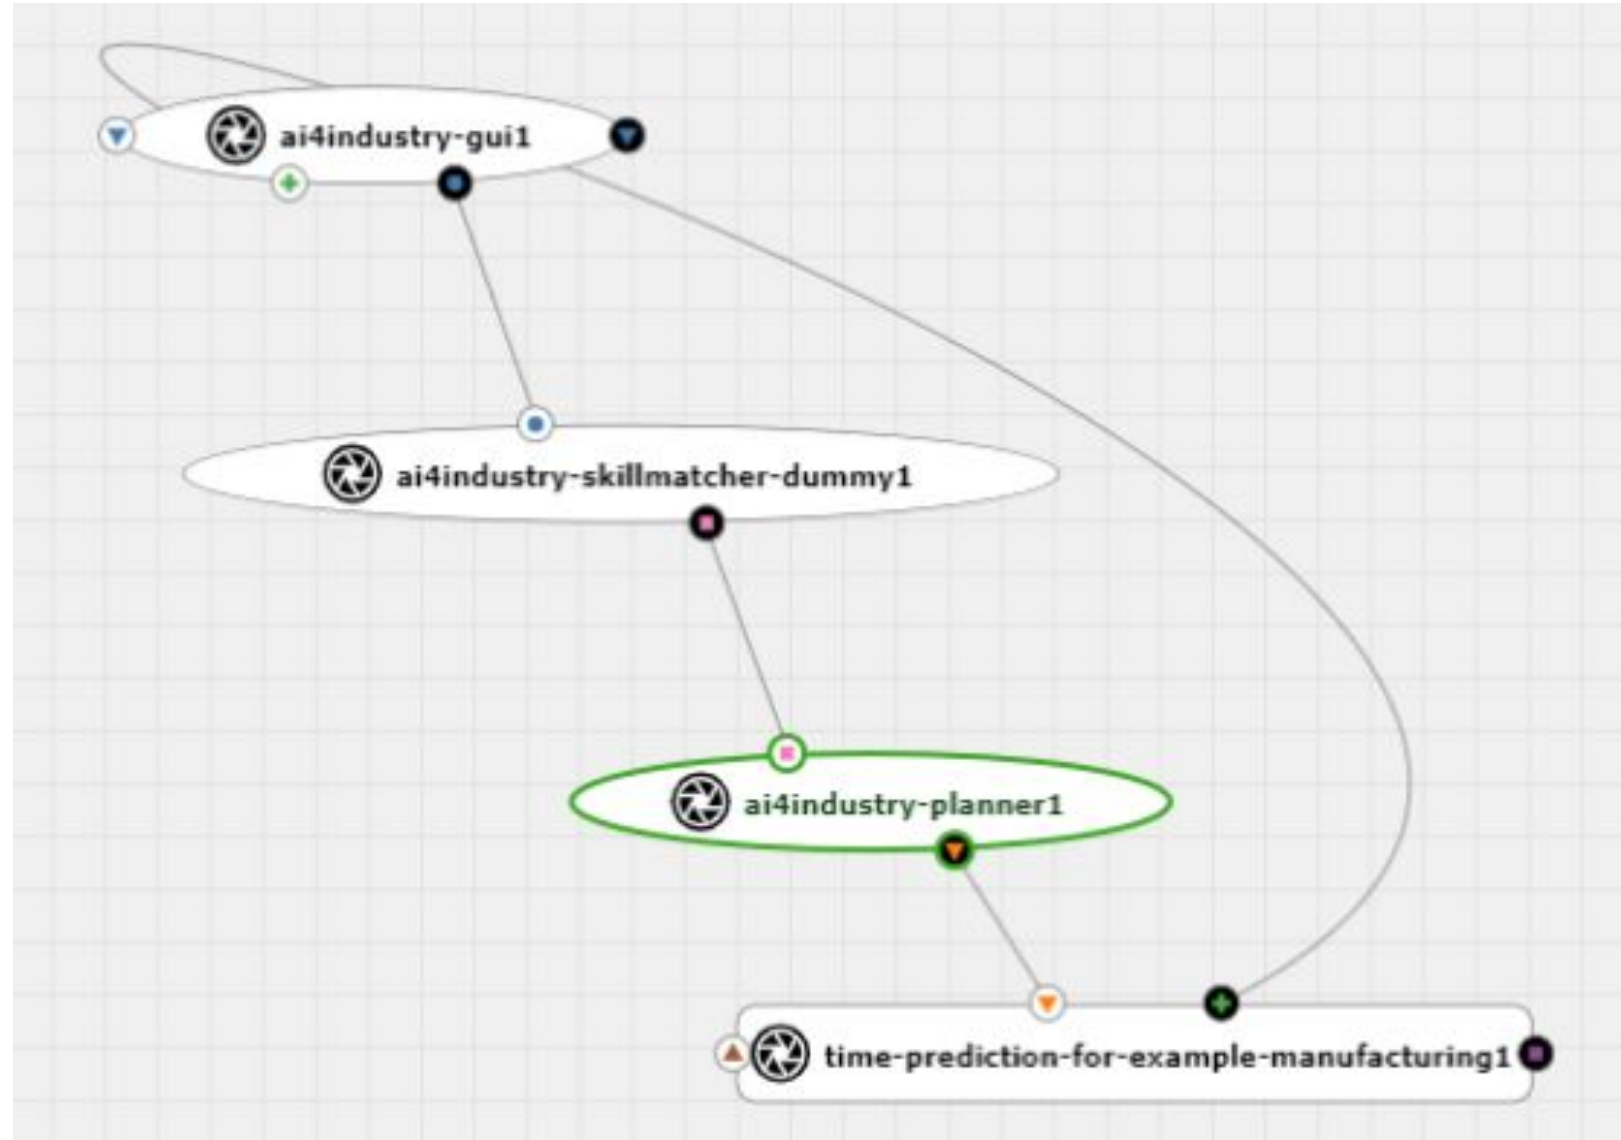 ai4industry-gui1
ai4industry-skillmatcher-dummy1
ai4industry-planner1
time-prediction-for-example-manufacturing1